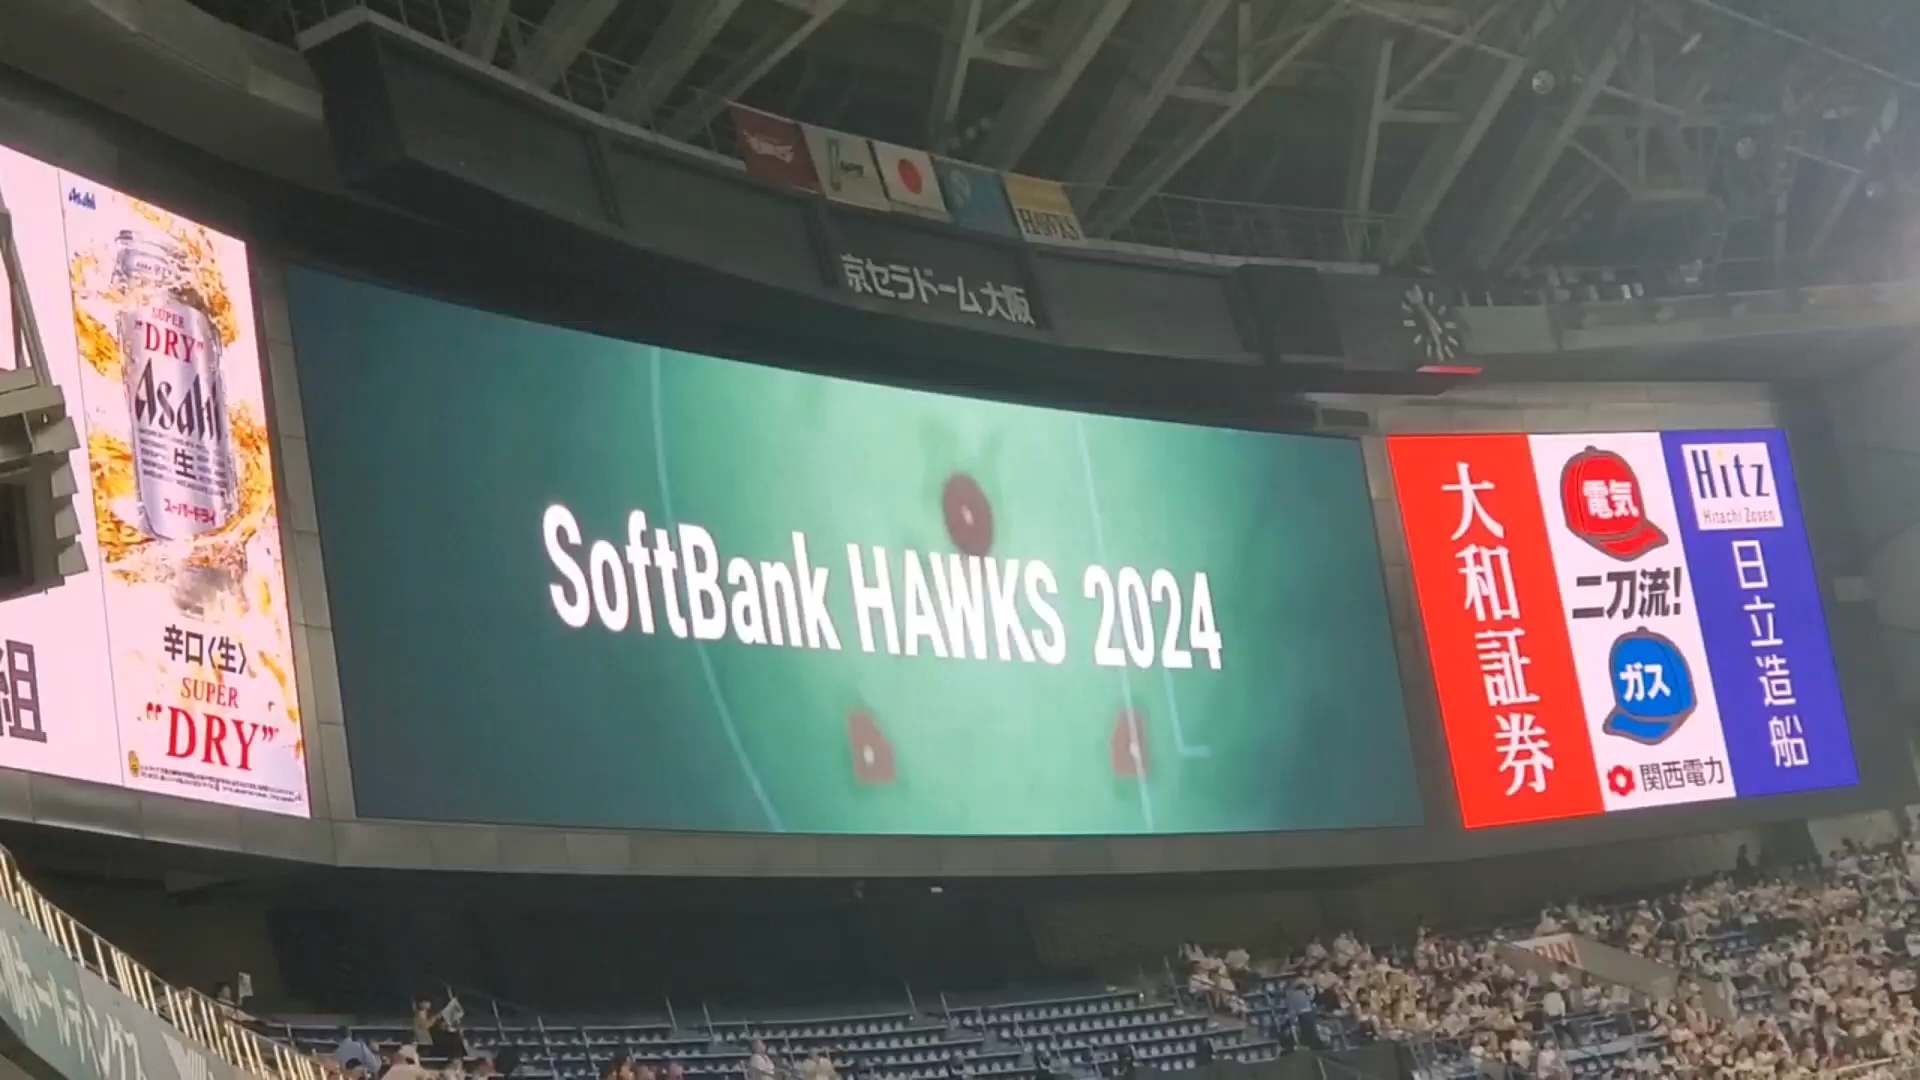 Asahi
SUPER
"DRY"
Asahi
生
スーパードライ
辛口〈生〉
SUPER
"DRY"
組
HAWKS
京セラドーム大阪
SoftBank HAWKS 2024
大和証券
電気
二刀流!
ガス
関西電力
Hitz
Hitachi Zosen
日立造船